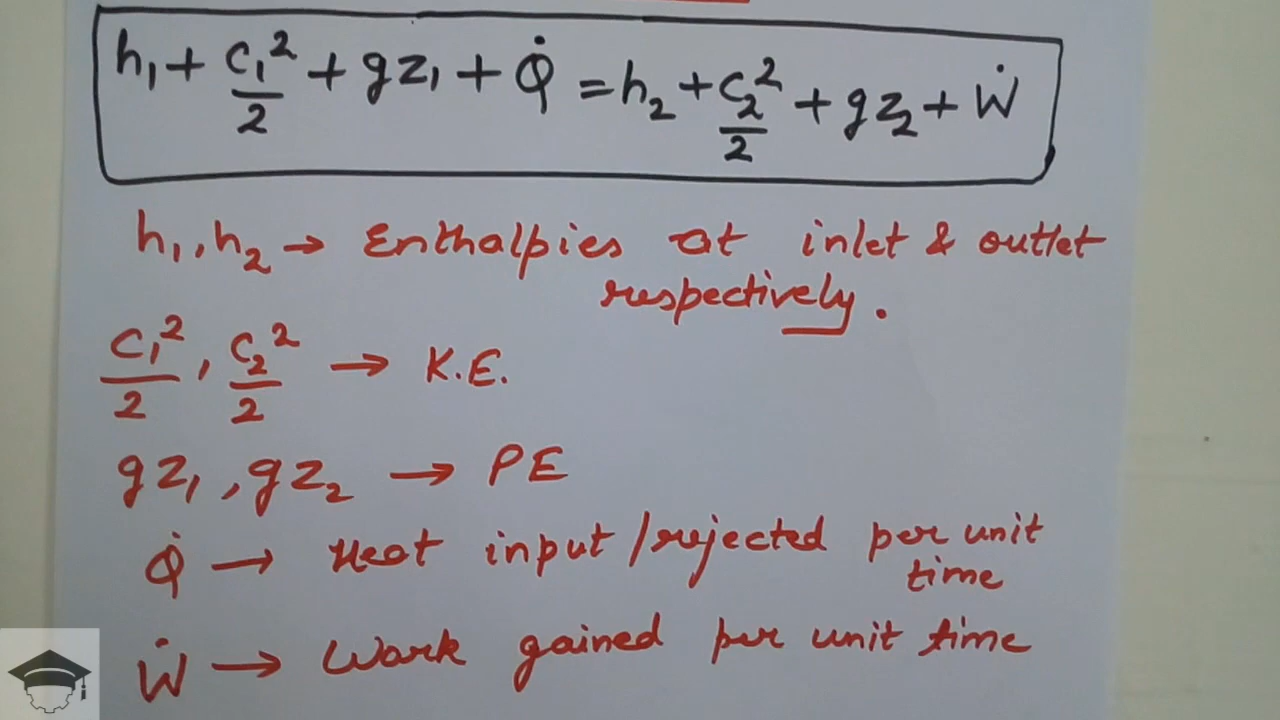 h₁ + c₁²/2 + gz₁ + Q̇ = h₂ + c₂²/2 + gz₂ + Ẇ
h₁, h₂ → Enthalpies at inlet & outlet
respectively.
c₁²/2, c₂²/2 → K.E.
gz₁, gz₂ → PE
Q̇ → Heat input/rejected per unit
time
Ẇ → Work gained per unit time